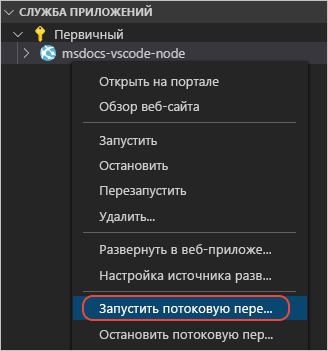 СЛУЖБА ПРИЛОЖЕНИЙ
Первичный
msdocs-vscode-node
Открыть на портале
Обзор веб-сайта
Запустить
Остановить
Перезапустить
Удалить...
Развернуть в веб-приложе...
Настройка источника разв...
Запустить потоковую пере...
Остановить потоковую пер...